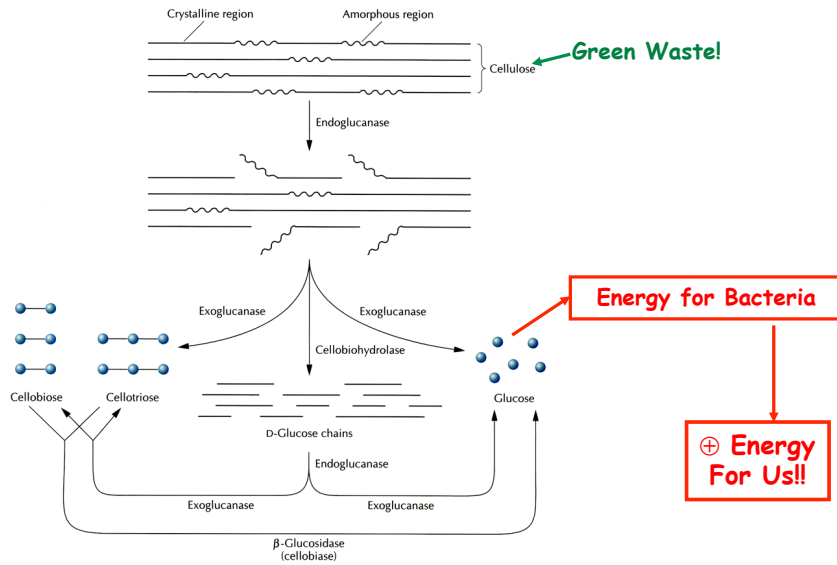 Crystalline region
Amorphous region
Cellulose
Green Waste!
Endoglucanase
Exoglucanase
Exoglucanase
Cellobiohydrolase
Energy for Bacteria
Cellobiose
Cellotriose
Glucose
D-Glucose chains
⊕ Energy
For Us!!
Endoglucanase
Exoglucanase
Exoglucanase
β-Glucosidase
(cellobiase)